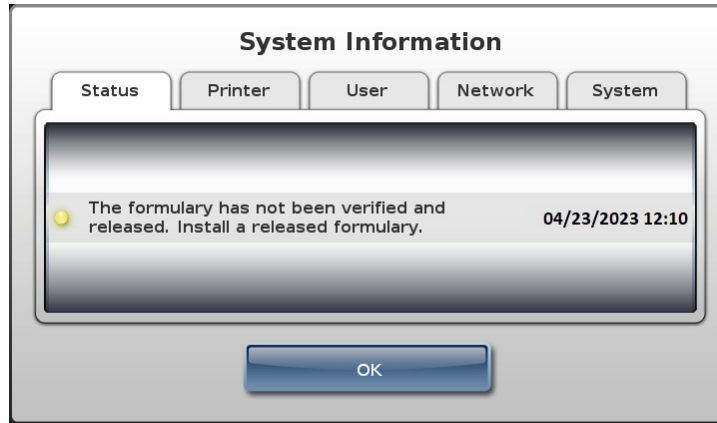 System Information
Status Printer User Network System
The formulary has not been verified and
released. Install a released formulary.
04/23/2023 12:10
OK